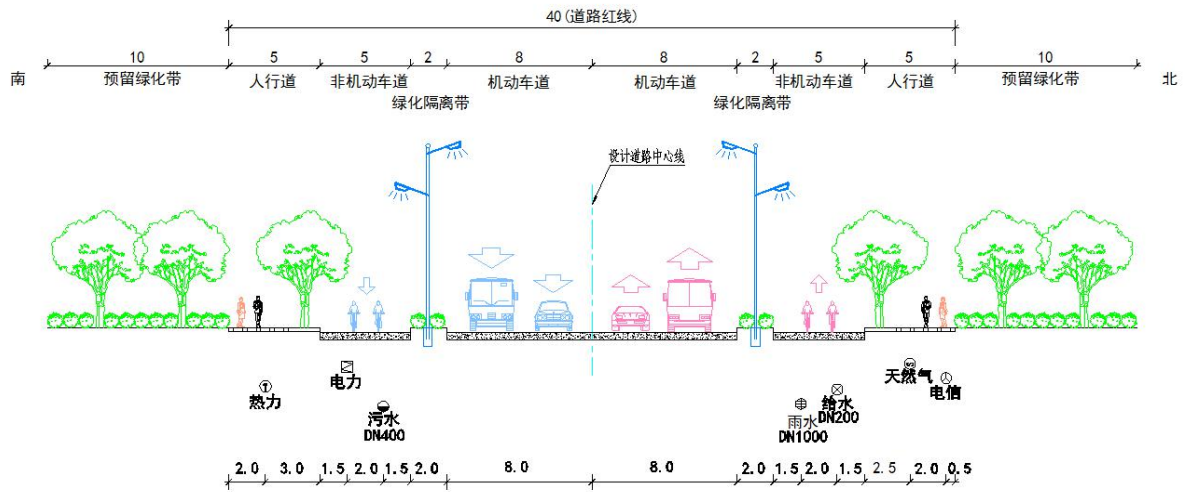 40(道路红线)
10 5 5 2 8 8 2 5 5 10
南 预留绿化带 人行道 非机动车道 机动车道 机动车道 非机动车道 人行道 预留绿化带 北
绿化隔离带 绿化隔离带
设计道路中心线
电力 天然气
热力 给水 电信
污水 DN200
DN400 雨水
DN1000
2.0 3.0 1.5 2.0 1.5 2.0 8.0 8.0 2.0 1.5 2.0 1.5 2.5 2.0 0.5